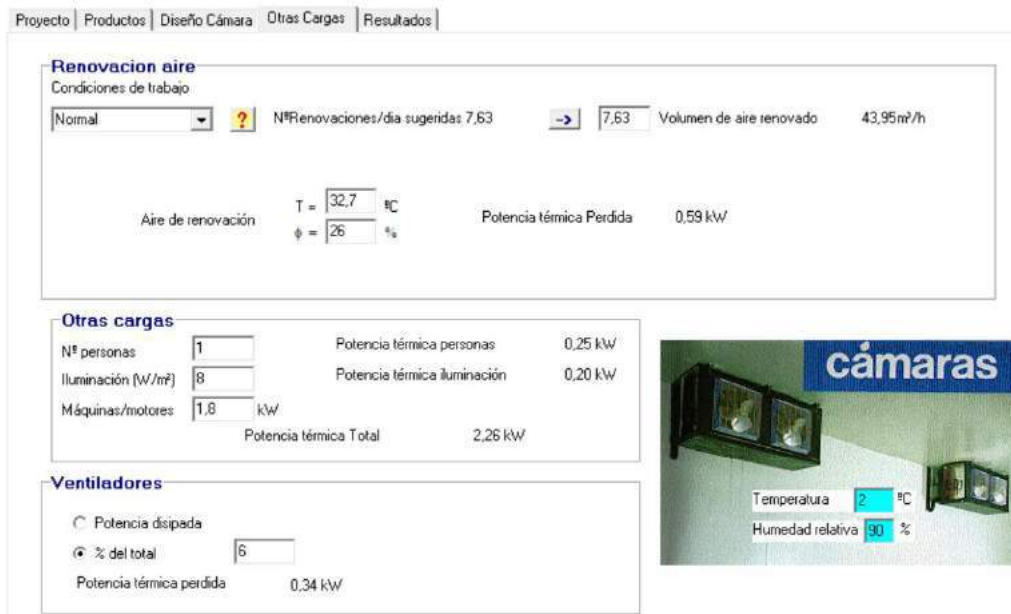 Proyecto Productos Diseño Cámara Otras Cargas Resultados
Renovacion aire
Condiciones de trabajo
Normal ? NºRenovaciones/dia sugeridas 7,63 -> 7,63 Volumen de aire renovado 43,95m³/h
T = 32,7 ºC
Aire de renovación Potencia térmica Perdida 0,59 kW
ϕ = 26 %
Otras cargas
Nº personas 1 Potencia térmica personas 0,25 kW
Iluminación (W/m²) 8 Potencia térmica iluminación 0,20 kW
Máquinas/motores 1,8 kW
Potencia térmica Total 2,26 kW
cámaras
Temperatura 2 ºC
Humedad relativa 90 %
Ventiladores
Potencia disipada
% del total 6
Potencia térmica perdida 0,34 kW